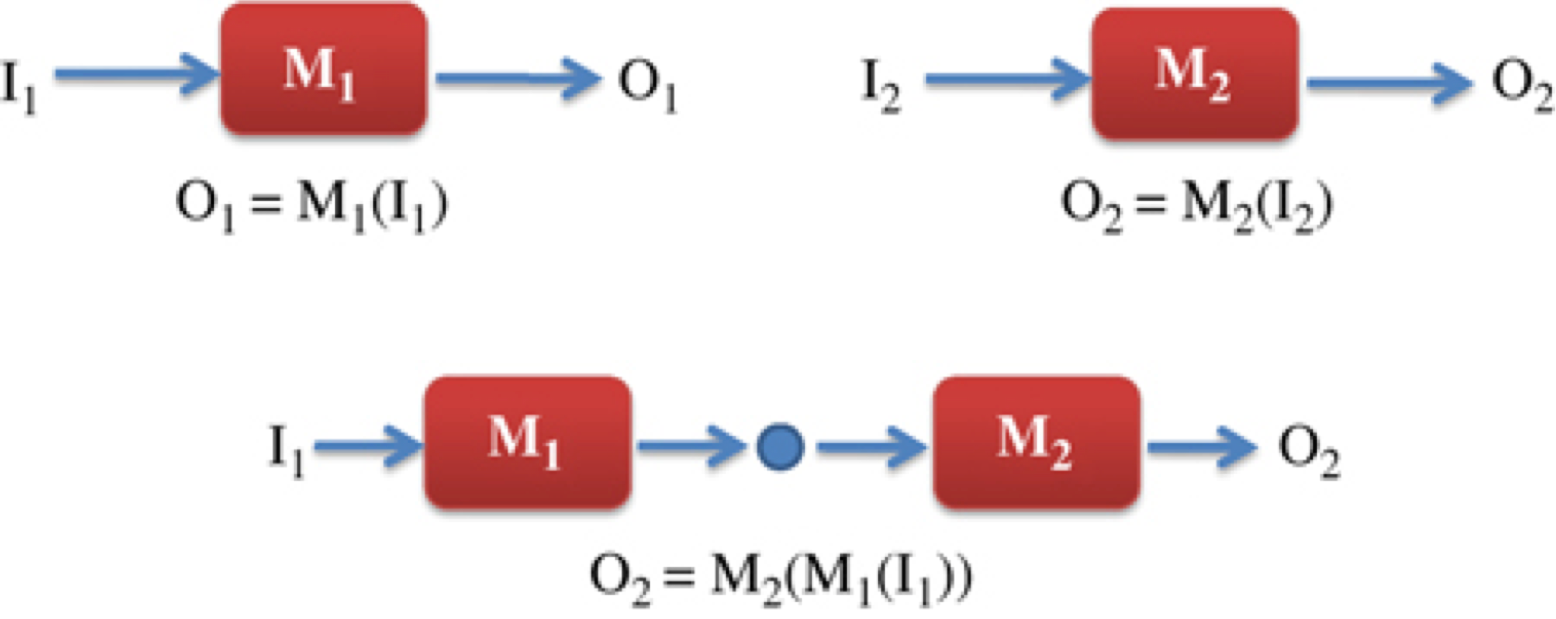 I₁ M₁ O₁ I₂ M₂ O₂
O₁ = M₁(I₁) O₂ = M₂(I₂)
I₁ M₁ M₂ O₂
O₂ = M₂(M₁(I₁))